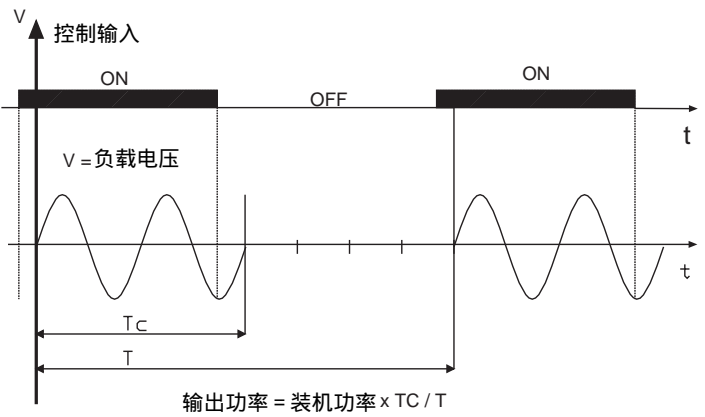 V
控制输入
ON
ON
OFF
t
V = 负载电压
t
Tc
T
输出功率 = 装机功率 x TC / T